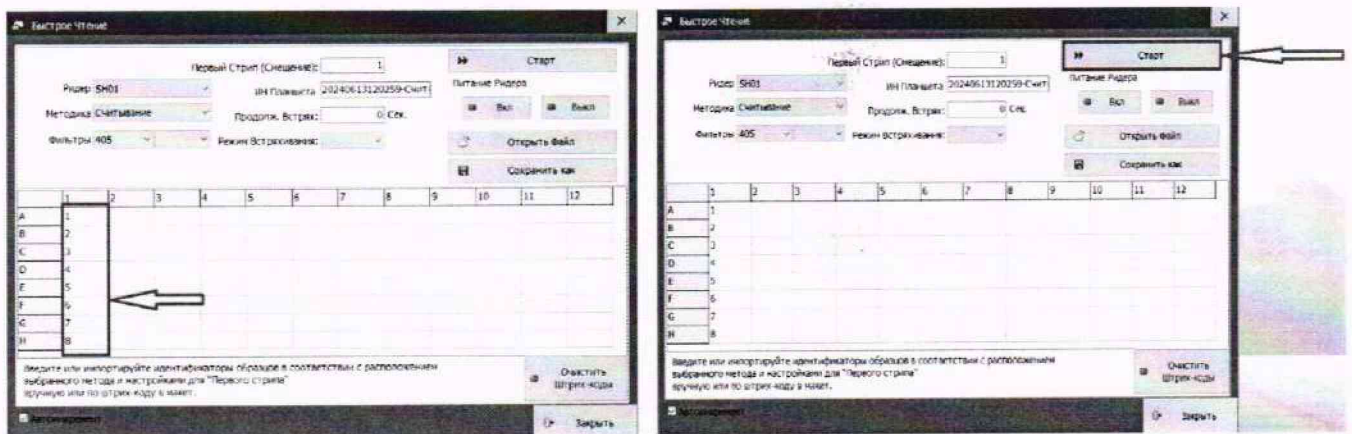 Быстрое Чтение
Первый Стрип (Смещение): 1
Старт
Ридер SH01
ИН Планшета 20240613120259-Счит
Питание Ридера
Методика Считывание
Продолж. Встрях: 0 Сек.
Вкл
Выкл
Фильтры 405
Режим Встряхивания:
Открыть Файл
Сохранить как
1 2 3 4 5 6 7 8 9 10 11 12
A 1
B 2
C 3
D 4
E 5
F 6
G 7
H 8
Введите или импортируйте идентификаторы образцов в соответствии с расположением
выбранного метода и настройками для "Первого стрипа"
вручную или по штрих-коду в макет.
Очистить
Штрих-коды
Автоинкремент
Закрыть
Быстрое Чтение
Первый Стрип (Смещение): 1
Старт
Ридер SH01
ИН Планшета 20240613120259-Счит
Питание Ридера
Методика Считывание
Продолж. Встрях: 0 Сек.
Вкл
Выкл
Фильтры 405
Режим Встряхивания:
Открыть Файл
Сохранить как
1 2 3 4 5 6 7 8 9 10 11 12
A 1
B 2
C 3
D 4
E 5
F 6
G 7
H 8
Введите или импортируйте идентификаторы образцов в соответствии с расположением
выбранного метода и настройками для "Первого стрипа"
вручную или по штрих-коду в макет.
Очистить
Штрих-коды
Автоинкремент
Закрыть